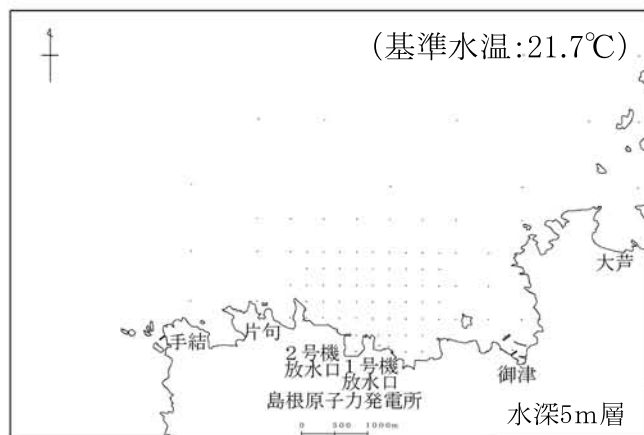 (基準水温:21.7℃)
大芦
手結
片句
2号機
放水口
1号機
放水口
御津
島根原子力発電所
水深5m層
0 500 1000m